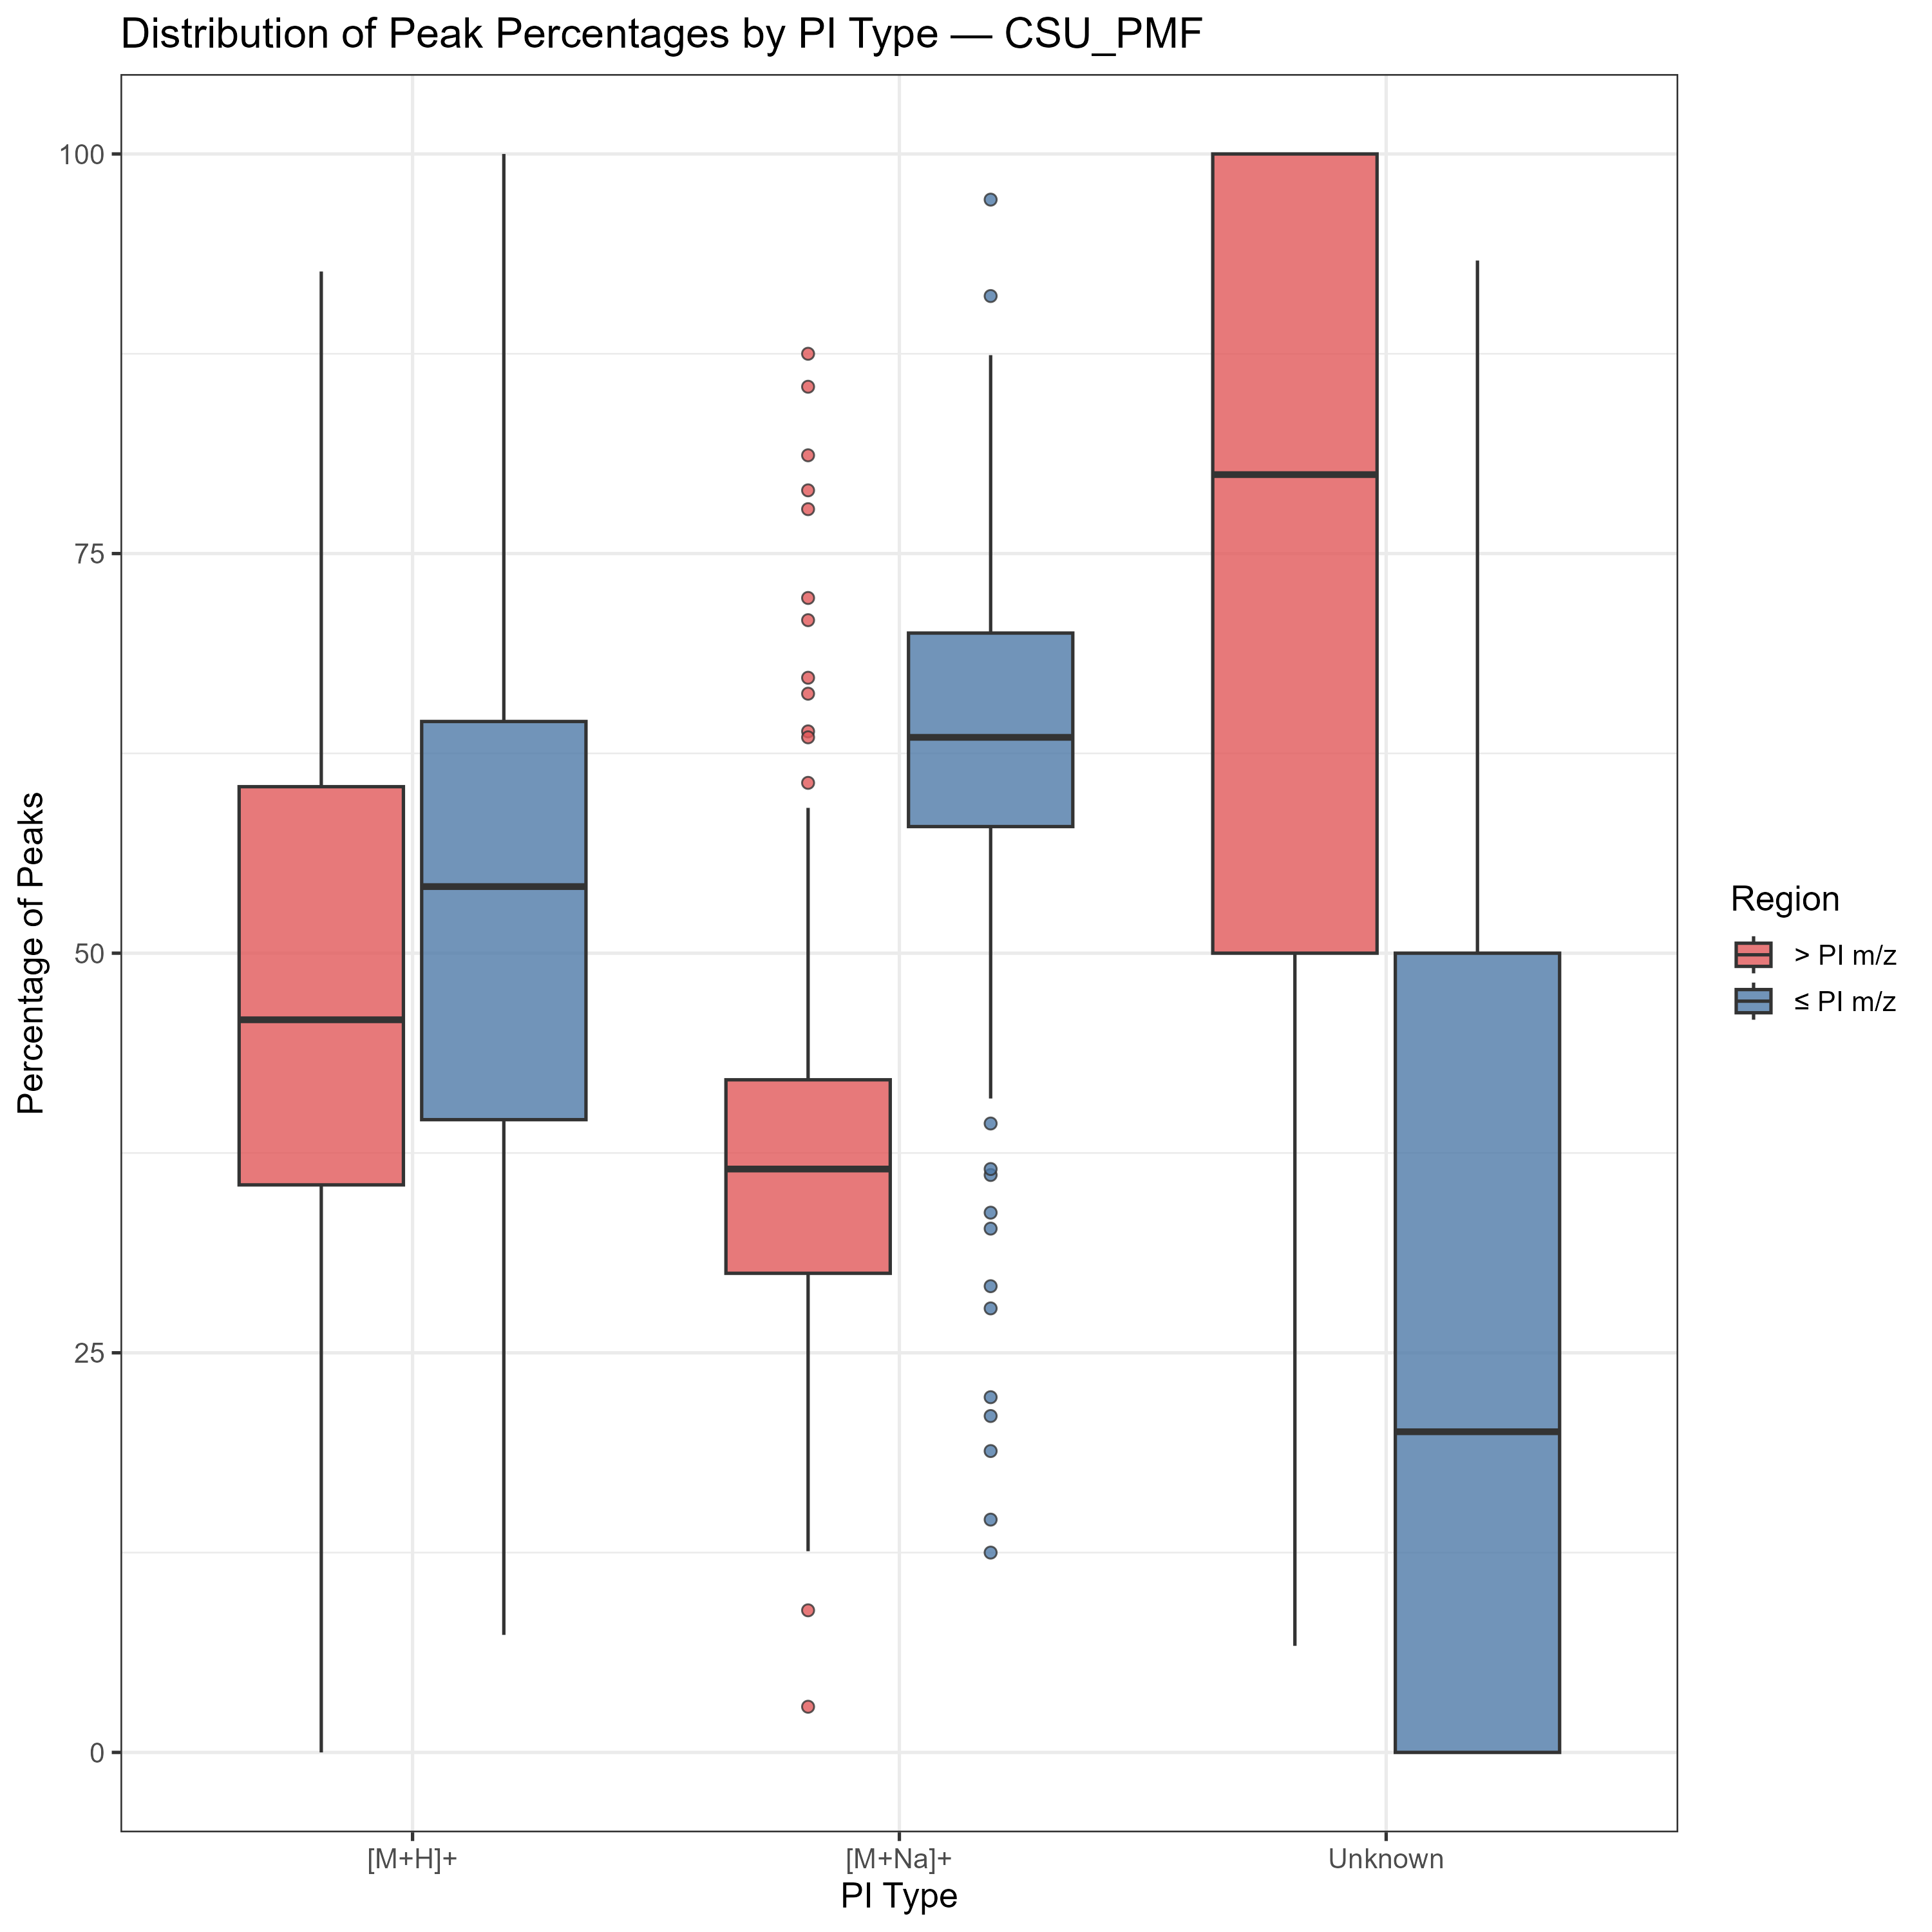 Distribution of Peak Percentages by PI Type — CSU_PMF
Percentage of Peaks
100
75
50
25
0
[M+H]+
[M+Na]+
Unknown
PI Type
Region
> PI m/z
≤ PI m/z